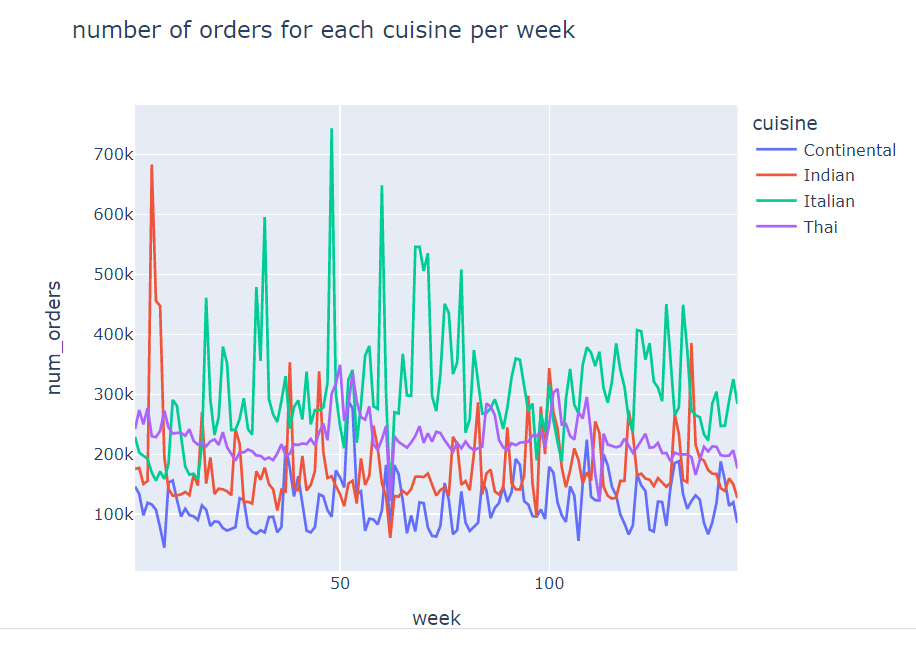 number of orders for each cuisine per week
cuisine
Continental
Indian
Italian
Thai
700k
600k
500k
400k
300k
200k
100k
num_orders
50
100
week